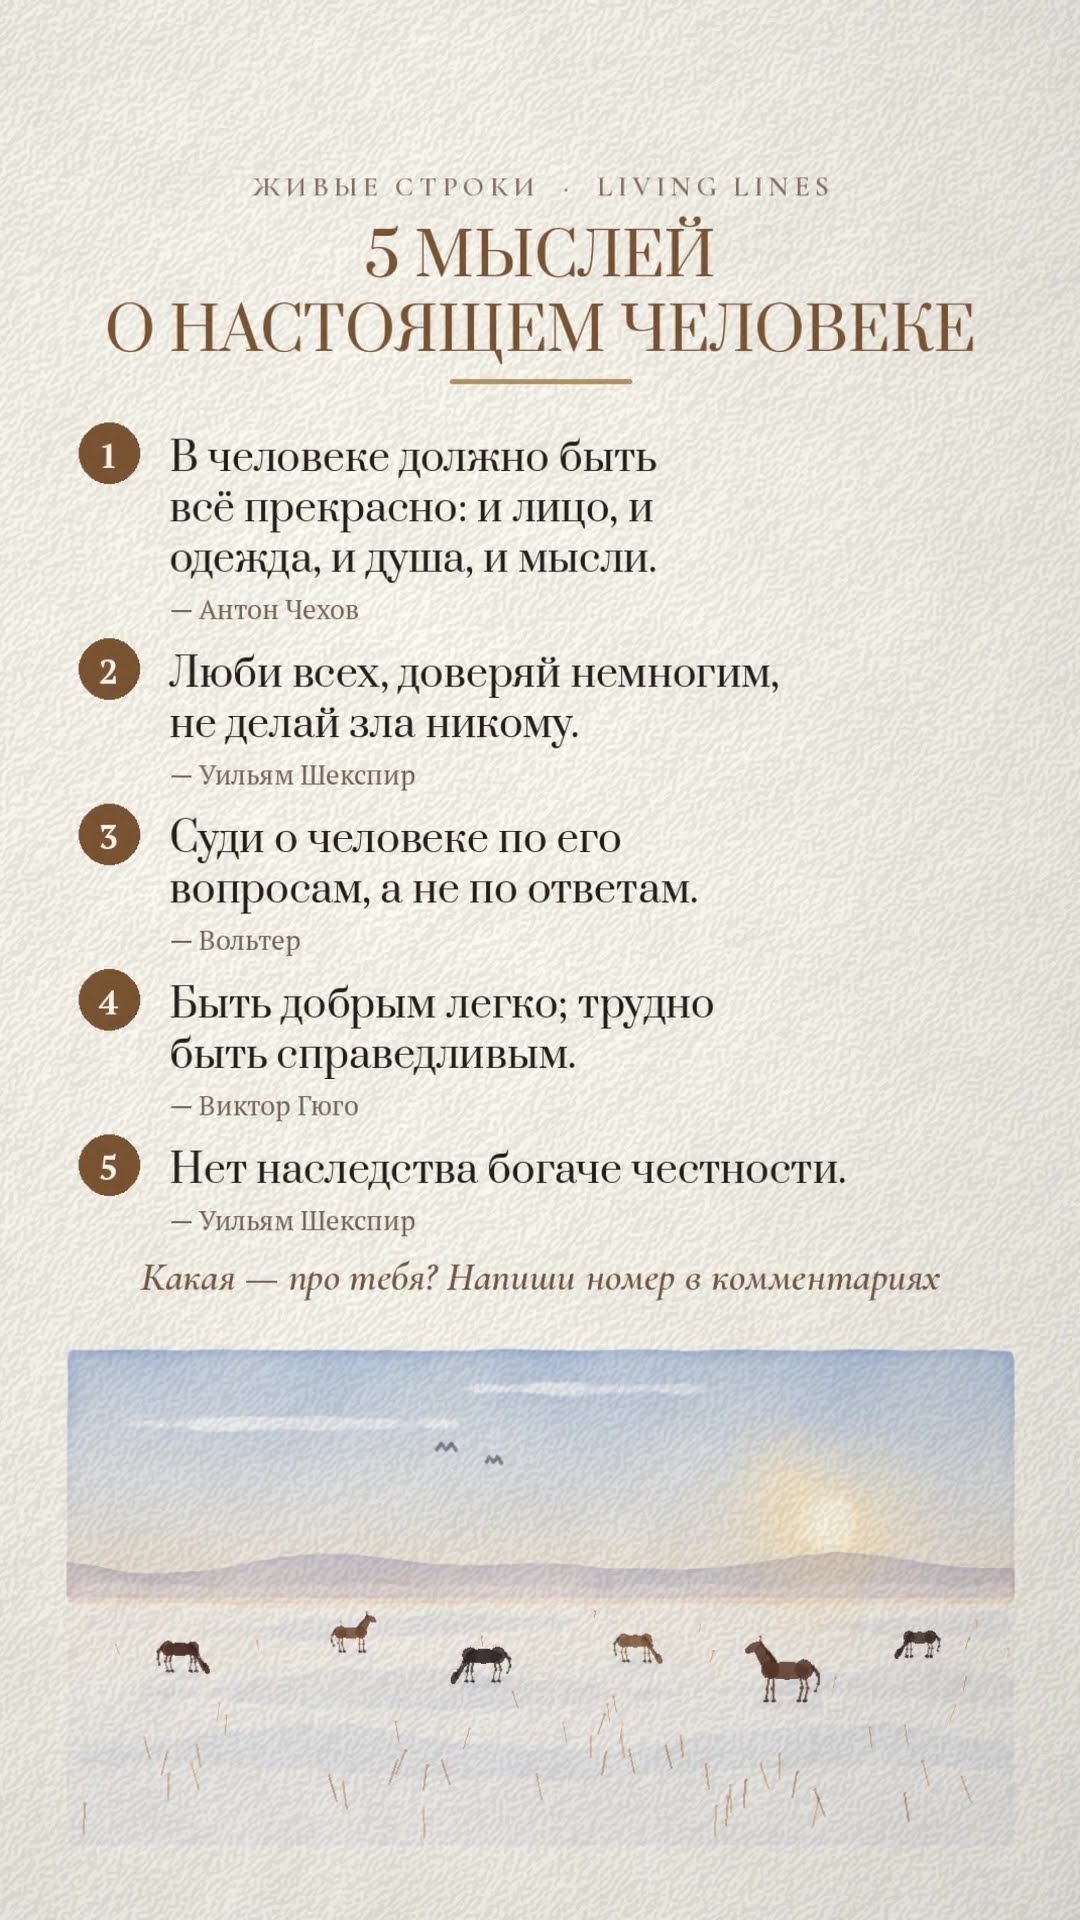 ЖИВЫЕ СТРОКИ · LIVING LINES
5 МЫСЛЕЙ
О НАСТОЯЩЕМ ЧЕЛОВЕКЕ
1 В человеке должно быть
всё прекрасно: и лицо, и
одежда, и душа, и мысли.
— Антон Чехов
2 Люби всех, доверяй немногим,
не делай зла никому.
— Уильям Шекспир
3 Суди о человеке по его
вопросам, а не по ответам.
— Вольтер
4 Быть добрым легко; трудно
быть справедливым.
— Виктор Гюго
5 Нет наследства богаче честности.
— Уильям Шекспир
Какая — про тебя? Напиши номер в комментариях